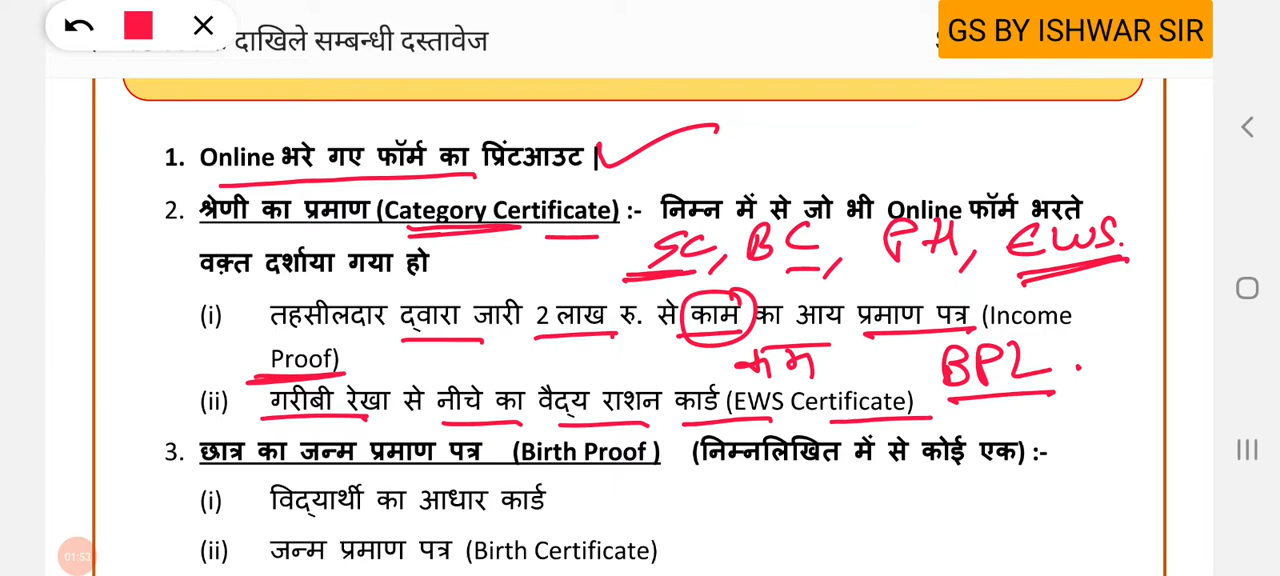 दाखिले सम्बन्धी दस्तावेज
GS BY ISHWAR SIR
1. Online भरे गए फॉर्म का प्रिंटआउट |
2. श्रेणी का प्रमाण (Category Certificate) :- निम्न में से जो भी Online फॉर्म भरते
SC, BC, PH, EWS.
वक़्त दर्शाया गया हो
(i) तहसीलदार द्वारा जारी 2 लाख रु. से काम का आय प्रमाण पत्र (Income
Proof)
कम
BPL
(ii) गरीबी रेखा से नीचे का वैद्य राशन कार्ड (EWS Certificate)
3. छात्र का जन्म प्रमाण पत्र (Birth Proof) (निम्नलिखित में से कोई एक) :-
(i) विद्यार्थी का आधार कार्ड
(ii) जन्म प्रमाण पत्र (Birth Certificate)
01:53